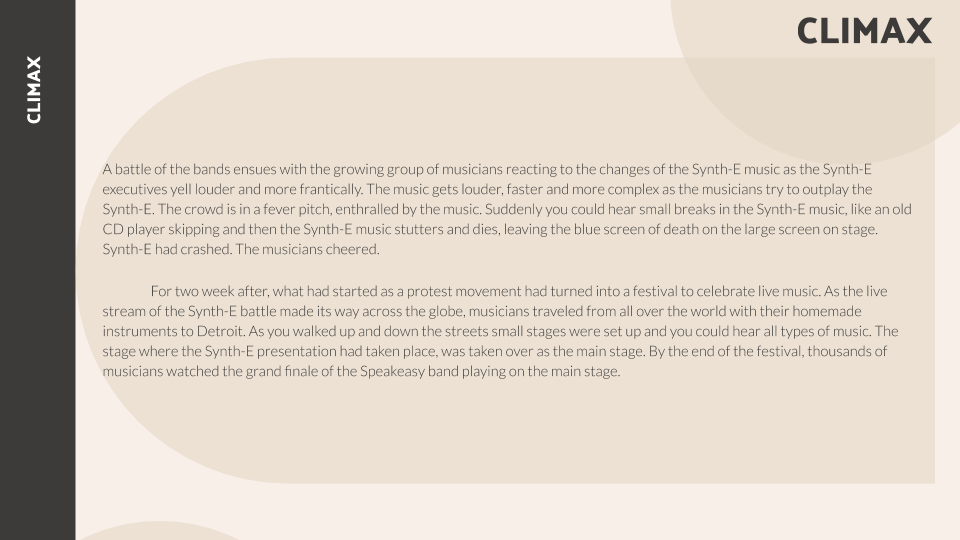 CLIMAX
CLIMAX
A battle of the bands ensues with the growing group of musicians reacting to the changes of the Synth-E music as the Synth-E
executives yell louder and more frantically. The music gets louder, faster and more complex as the musicians try to outplay the
Synth-E. The crowd is in a fever pitch, enthralled by the music. Suddenly you could hear small breaks in the Synth-E music, like an old
CD player skipping and then the Synth-E music stutters and dies, leaving the blue screen of death on the large screen on stage.
Synth-E had crashed. The musicians cheered.
For two week after, what had started as a protest movement had turned into a festival to celebrate live music. As the live
stream of the Synth-E battle made its way across the globe, musicians traveled from all over the world with their homemade
instruments to Detroit. As you walked up and down the streets small stages were set up and you could hear all types of music. The
stage where the Synth-E presentation had taken place, was taken over as the main stage. By the end of the festival, thousands of
musicians watched the grand finale of the Speakeasy band playing on the main stage.